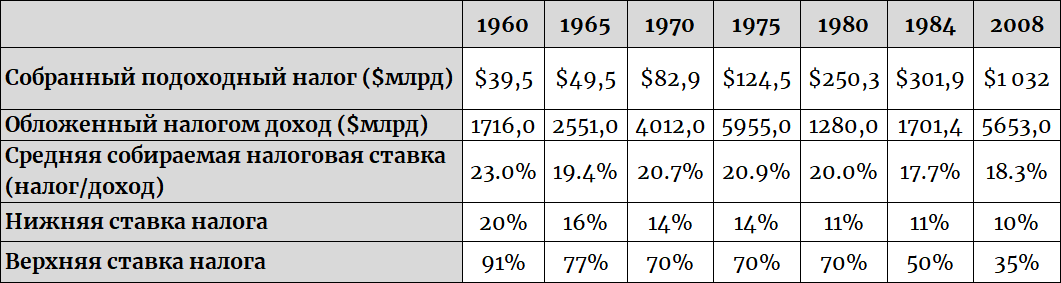 1960 1965 1970 1975 1980 1984 2008
Собранный подоходный налог ($млрд) $39,5 $49,5 $82,9 $124,5 $250,3 $301,9 $1 032
Обложенный налогом доход ($млрд) 1716,0 2551,0 4012,0 5955,0 1280,0 1701,4 5653,0
Средняя собираемая налоговая ставка
(налог/доход) 23.0% 19.4% 20.7% 20.9% 20.0% 17.7% 18.3%
Нижняя ставка налога 20% 16% 14% 14% 11% 11% 10%
Верхняя ставка налога 91% 77% 70% 70% 70% 50% 35%